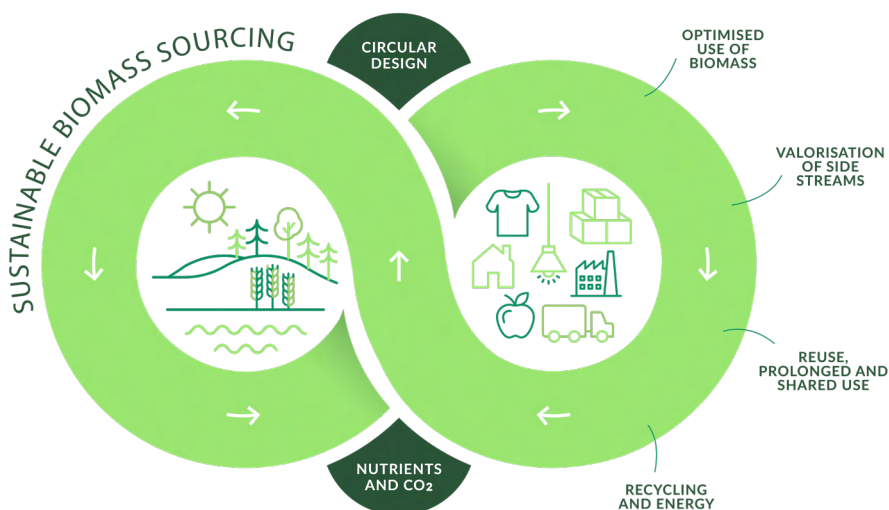 SUSTAINABLE BIOMASS SOURCING
CIRCULAR
DESIGN
OPTIMISED
USE OF
BIOMASS
VALORISATION
OF SIDE
STREAMS
REUSE,
PROLONGED AND
SHARED USE
RECYCLING
AND ENERGY
NUTRIENTS
AND CO2